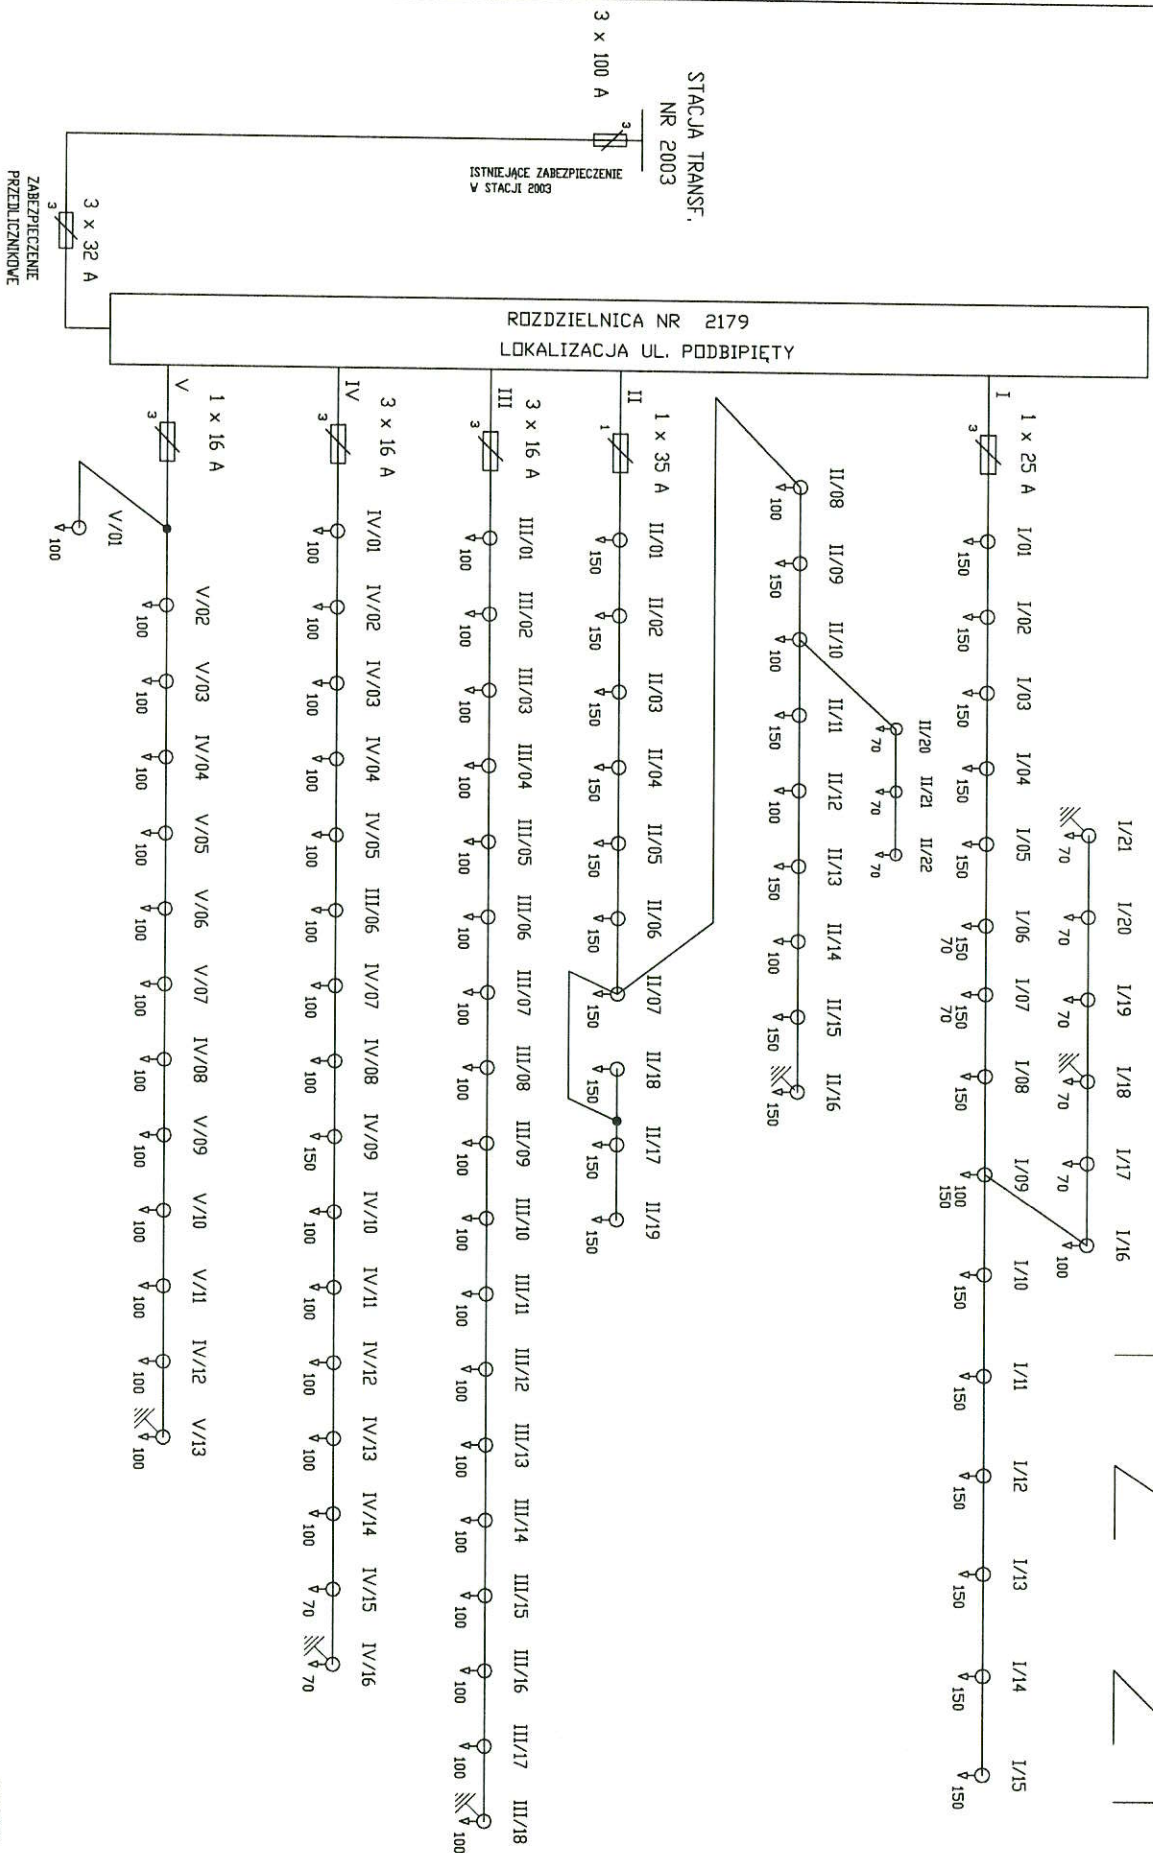 STACJA TRANSF.
NR 2003
3 x 100 A
3
ISTNIEJĄCE ZABEZPIECZENIE
W STACJI 2003
3 x 32 A
3
ZABEZPIECZENIE
PRZEDLICZNIKOWE
ROZDZIELNICA NR 2179
LOKALIZACJA UL. PODBIPIĘTY
I/21 I/20 I/19 I/18 I/17 I/16
70 70 70 70 70 100
I 1 x 25 A I/01 I/02 I/03 I/04 I/05 I/06 I/07 I/08 I/09 I/10 I/11 I/12 I/13 I/14 I/15
3
150 150 150 150 150 150 150 150 100 150 150 150 150 150 150
70 70 150
II/20 II/21 II/22
70 70 70
II/08 II/09 II/10 II/11 II/12 II/13 II/14 II/15 II/16
100 150 100 150 100 150 100 150 150
II 1 x 35 A II/01 II/02 II/03 II/04 II/05 II/06 II/07 II/18 II/17 II/19
1
150 150 150 150 150 150 150 150 150 150
III 3 x 16 A III/01 III/02 III/03 III/04 III/05 III/06 III/07 III/08 III/09 III/10 III/11 III/12 III/13 III/14 III/15 III/16 III/17 III/18
3
100 100 100 100 100 100 100 100 100 100 100 100 100 100 100 100 100 100
IV 3 x 16 A IV/01 IV/02 IV/03 IV/04 IV/05 III/06 IV/07 IV/08 IV/09 IV/10 IV/11 IV/12 IV/13 IV/14 IV/15 IV/16
3
100 100 100 100 100 100 100 100 150 100 100 100 100 100 70 70
V 1 x 16 A V/02 V/03 IV/04 V/05 V/06 V/07 IV/08 V/09 V/10 V/11 IV/12 V/13
3
100 100 100 100 100 100 100 100 100 100 100 100
V/01
100